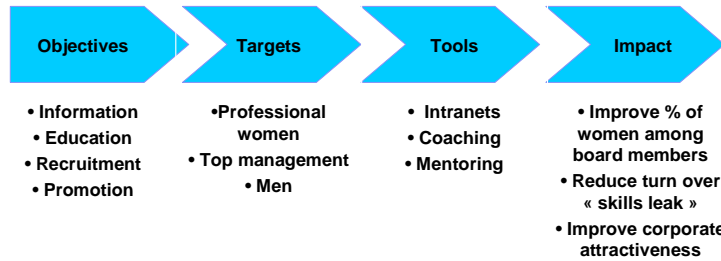 Objectives
Targets
Tools
Impact
• Information
• Education
• Recruitment
• Promotion
•Professional
women
• Top management
• Men
• Intranets
• Coaching
• Mentoring
• Improve % of
women among
board members
• Reduce turn over
« skills leak »
• Improve corporate
attractiveness